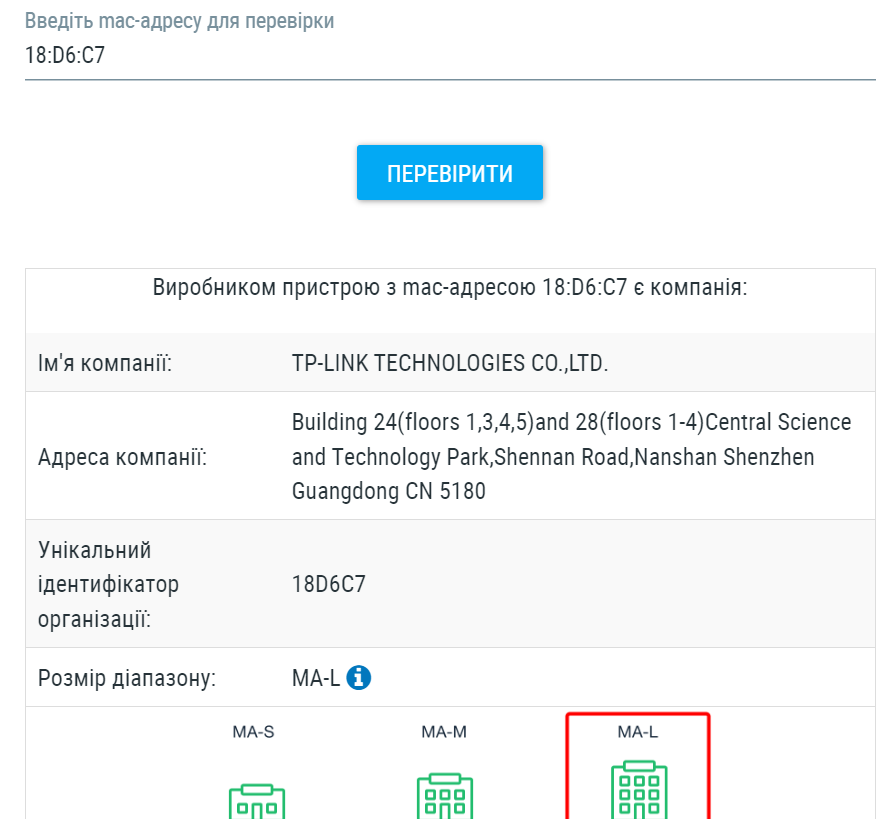 Введіть mac-адресу для перевірки
18:D6:C7
ПЕРЕВІРИТИ
Виробником пристрою з mac-адресою 18:D6:C7 є компанія:
Ім'я компанії:
TP-LINK TECHNOLOGIES CO.,LTD.
Адреса компанії:
Building 24(floors 1,3,4,5)and 28(floors 1-4)Central Science
and Technology Park,Shennan Road,Nanshan Shenzhen
Guangdong CN 5180
Унікальний
ідентифікатор
організації:
18D6C7
Розмір діапазону:
MA-L
MA-S
MA-M
MA-L